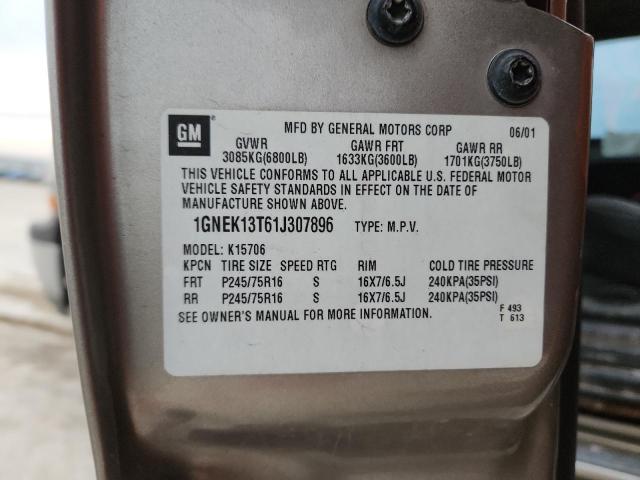 GM
MFD BY GENERAL MOTORS CORP 06/01
GVWR GAWR FRT GAWR RR
3085KG(6800LB) 1633KG(3600LB) 1701KG(3750LB)
THIS VEHICLE CONFORMS TO ALL APPLICABLE U.S. FEDERAL MOTOR
VEHICLE SAFETY STANDARDS IN EFFECT ON THE DATE OF
MANUFACTURE SHOWN ABOVE.
1GNEK13T61J307896 TYPE: M.P.V.
MODEL: K15706
KPCN TIRE SIZE SPEED RTG RIM COLD TIRE PRESSURE
FRT P245/75R16 S 16X7/6.5J 240KPA(35PSI)
RR P245/75R16 S 16X7/6.5J 240KPA(35PSI)
SEE OWNER'S MANUAL FOR MORE INFORMATION.
F 493
T 613